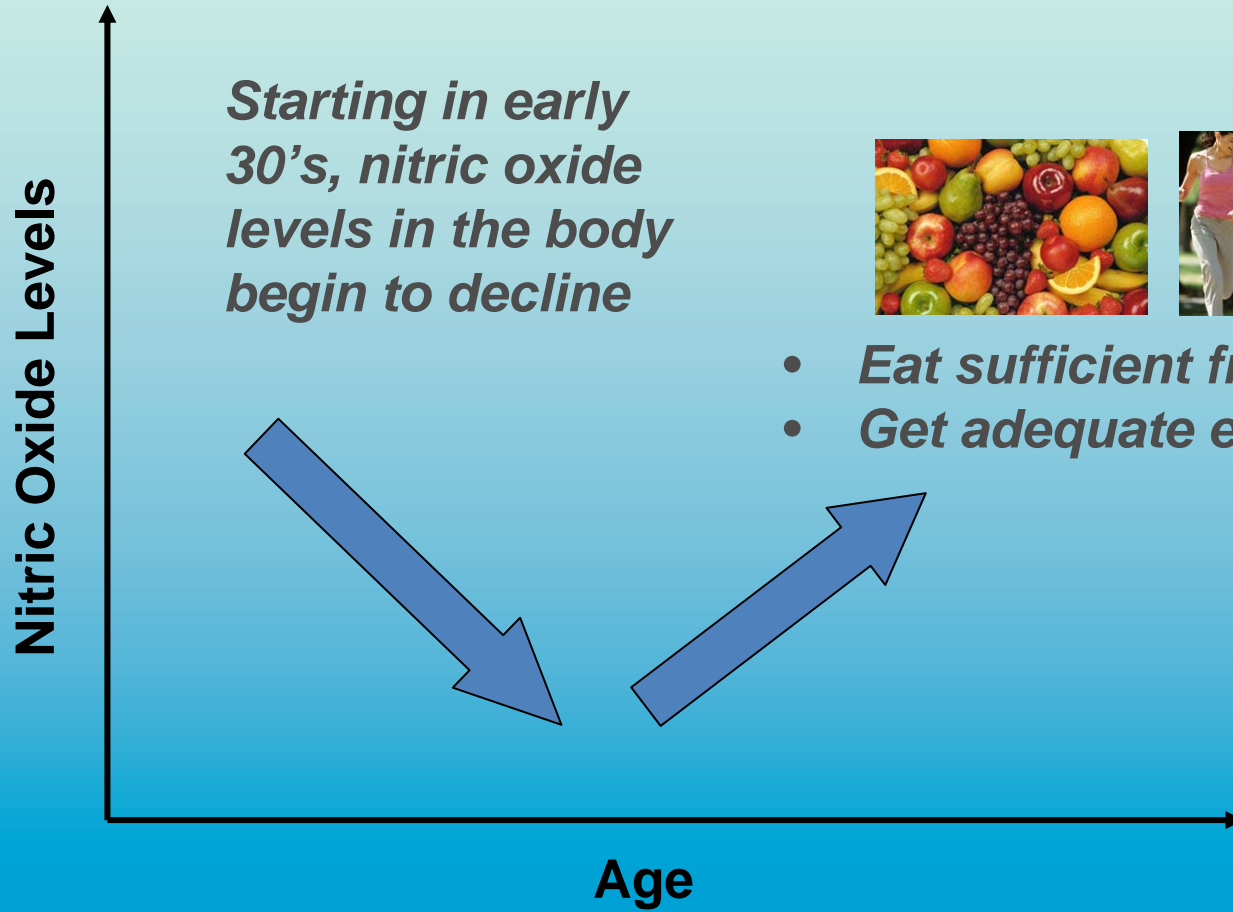 Nitric Oxide Levels
Starting in early
30's, nitric oxide
levels in the body
begin to decline
• Eat sufficient
• Get adequate
Age